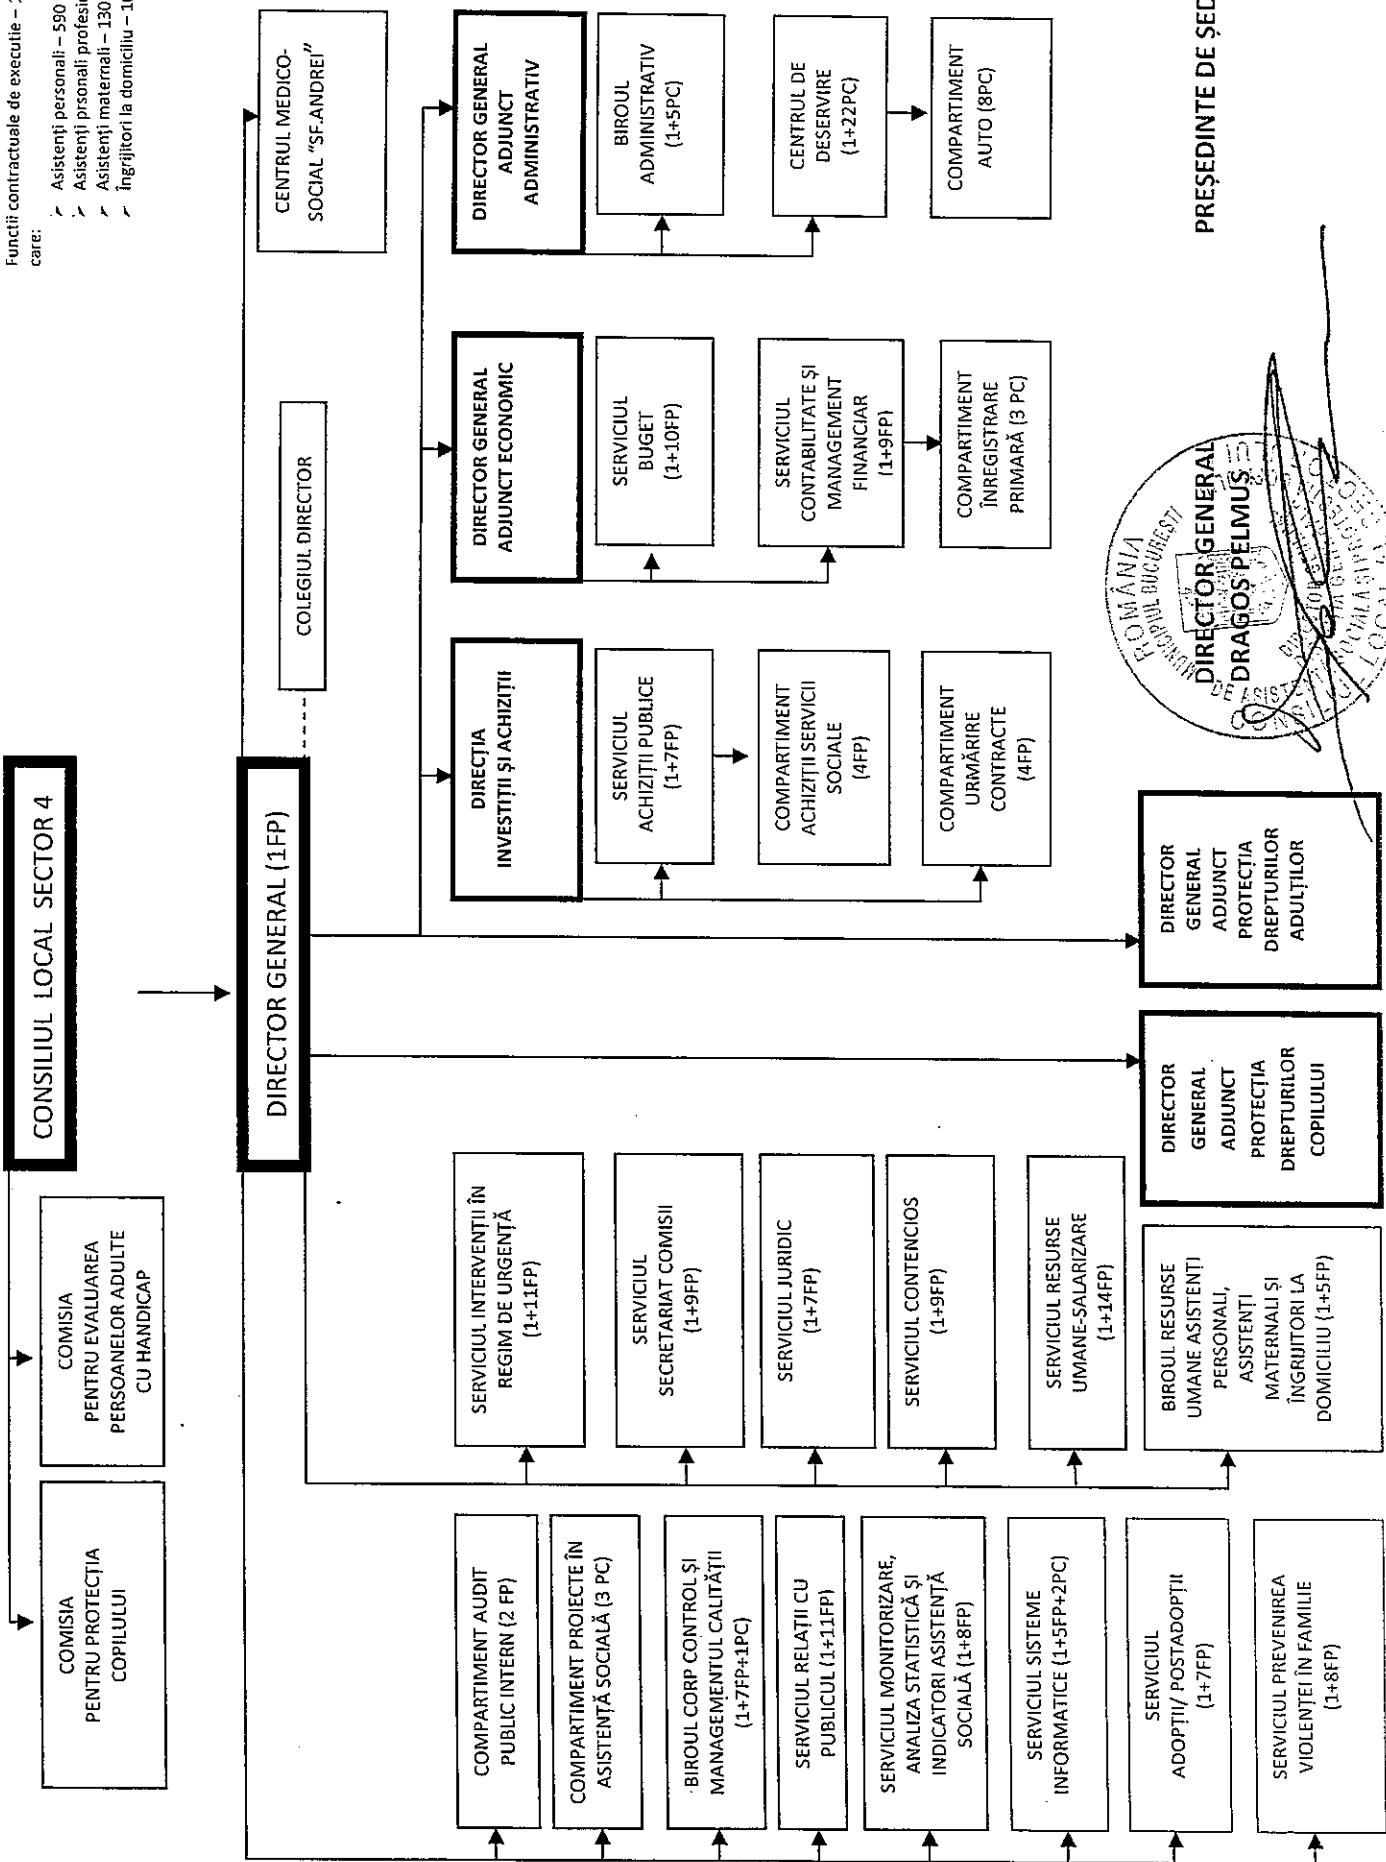 Functii contractuale de executie –
care:
Asistenți personali – 590
Asistenți prsonali
Asistenți maternali – 130
Îngrijitori la domiciliu –
CONSILIUL LOCAL SECTOR 4
COMISIA
PENTRU PROTECȚIA
COPILULUI
COMISIA
PENTRU EVALUAREA
PERSOANELOR ADULTE
CU HANDICAP
DIRECTOR GENERAL (1FP)
COLEGIUL DIRECTOR
CENTRUL MEDICO-
SOCIAL "SF.ANDREI"
COMPARTIMENT AUDIT
PUBLIC INTERN (2 FP)
COMPARTIMENT PROIECTE ÎN
ASISTENȚĂ SOCIALĂ (3 PC)
BIROUL CORP CONTROL ȘI
MANAGEMENTUL CALITĂȚII
(1+7FP+1PC)
SERVICIUL RELAȚII CU
PUBLICUL (1+11FP)
SERVICIUL MONITORIZARE,
ANALIZA STATISTICĂ ȘI
INDICATORI ASISTENȚĂ
SOCIALĂ (1+8FP)
SERVICIUL SISTEME
INFORMATICE (1+5FP+2PC)
SERVICIUL
ADOPȚII/ POSTADOPȚII
(1+7FP)
SERVICIUL PREVENIREA
VIOLENȚEI ÎN FAMILIE
(1+8FP)
SERVICIUL INTERVENȚII ÎN
REGIM DE URGENȚĂ
(1+11FP)
SERVICIUL
SECRETARIAT COMISII
(1+9FP)
SERVICIUL JURIDIC
(1+7FP)
SERVICIUL CONTENCIOS
(1+9FP)
SERVICIUL RESURSE
UMANE-SALARIZARE
(1+14FP)
BIROUL RESURSE
UMANE ASISTENȚI
PERSONALI,
ASISTENȚI
MATERNALI ȘI
ÎNGRIJITORI LA
DOMICILIU (1+5FP)
DIRECTOR
GENERAL
ADJUNCT
PROTECȚIA
DREPTURILOR
COPILULUI
DIRECTOR
GENERAL
ADJUNCT
PROTECȚIA
DREPTURILOR
ADULȚILOR
DIRECȚIA
INVESTIȚII ȘI ACHIZIȚII
SERVICIUL
ACHIZIȚII PUBLICE
(1+7FP)
COMPARTIMENT
ACHIZIȚII SERVICII
SOCIALE
(4FP)
COMPARTIMENT
URMĂRIRE
CONTRACTE
(4FP)
DIRECTOR GENERAL
ADJUNCT ECONOMIC
SERVICIUL
BUGET
(1+10FP)
SERVICIUL
CONTABILITATE ȘI
MANAGEMENT
FINANCIAR
(1+9FP)
COMPARTIMENT
ÎNREGISTRARE
PRIMARĂ (3 PC)
DIRECTOR GENERAL
ADJUNCT
ADMINISTRATIV
BIROUL
ADMINISTRATIV
(1+5PC)
CENTRUL DE
DESERVIRE
(1+22PC)
COMPARTIMENT
AUTO (8PC)
DIRECTOR GENERAL
DRAGOȘ PELMUȘ
ROMÂNIA
MUNICIPIUL BUCUREȘTI
PREȘEDINTE DE